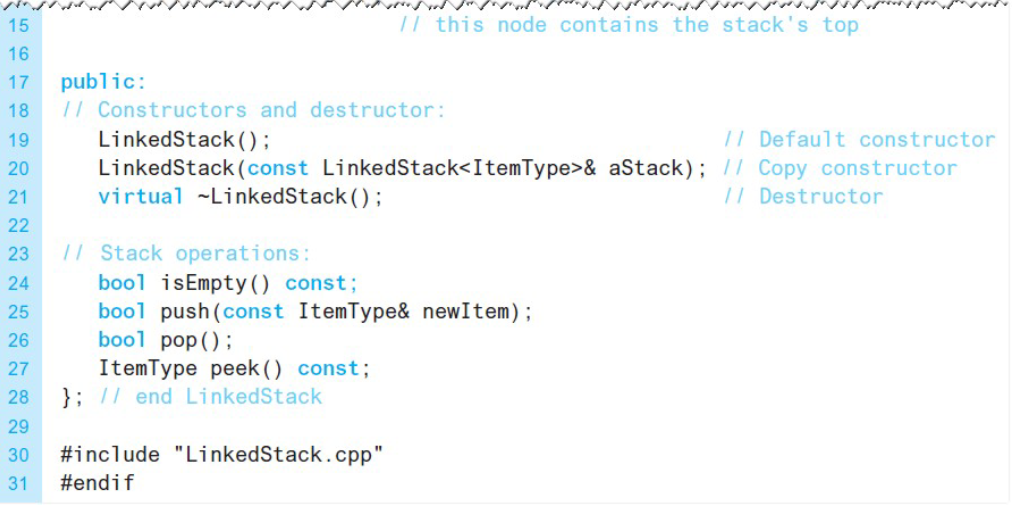 15 // this node contains the stack's top
16
17 public:
18 // Constructors and destructor:
19 LinkedStack(); // Default constructor
20 LinkedStack(const LinkedStack<ItemType>& aStack); // Copy constructor
21 virtual ~LinkedStack(); // Destructor
22
23 // Stack operations:
24 bool isEmpty() const;
25 bool push(const ItemType& newItem);
26 bool pop();
27 ItemType peek() const;
28 }; // end LinkedStack
29
30 #include "LinkedStack.cpp"
31 #endif